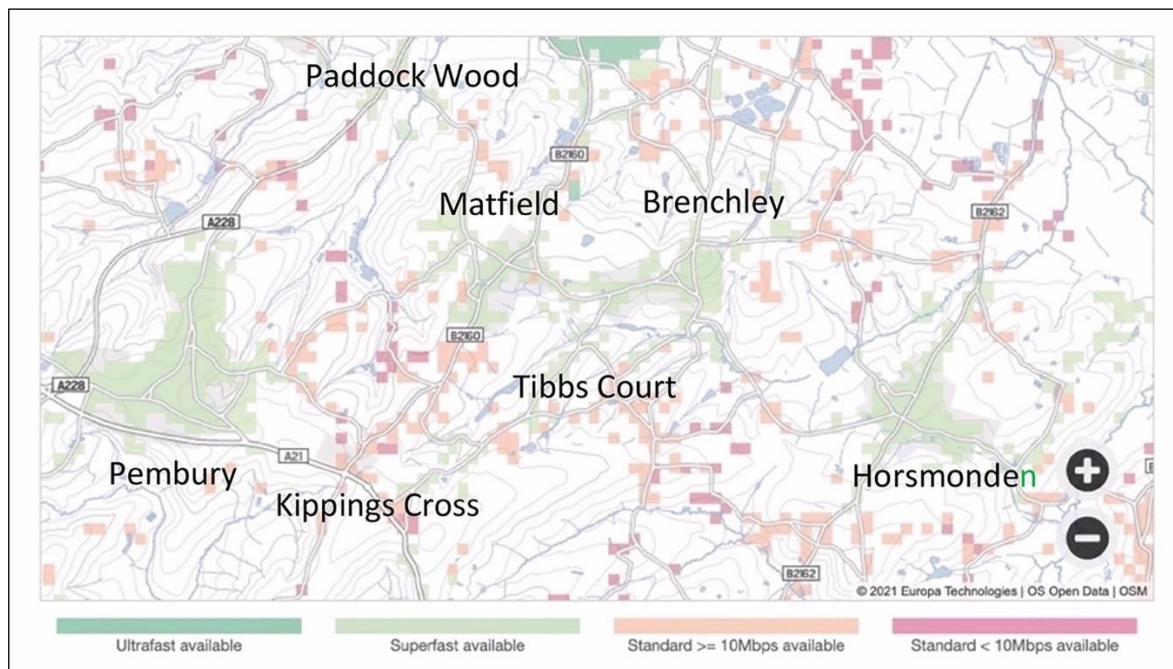 Paddock Wood
B2160
Matfield
Brenchley
A228
B2162
B2160
A228
Tibbs Court
A21
Pembury
Kippings Cross
Horsmonden
B2162
© 2021 Europa Technologies | OS Open Data | OSM
Ultrafast available
Superfast available
Standard >= 10Mbps available
Standard < 10Mbps available